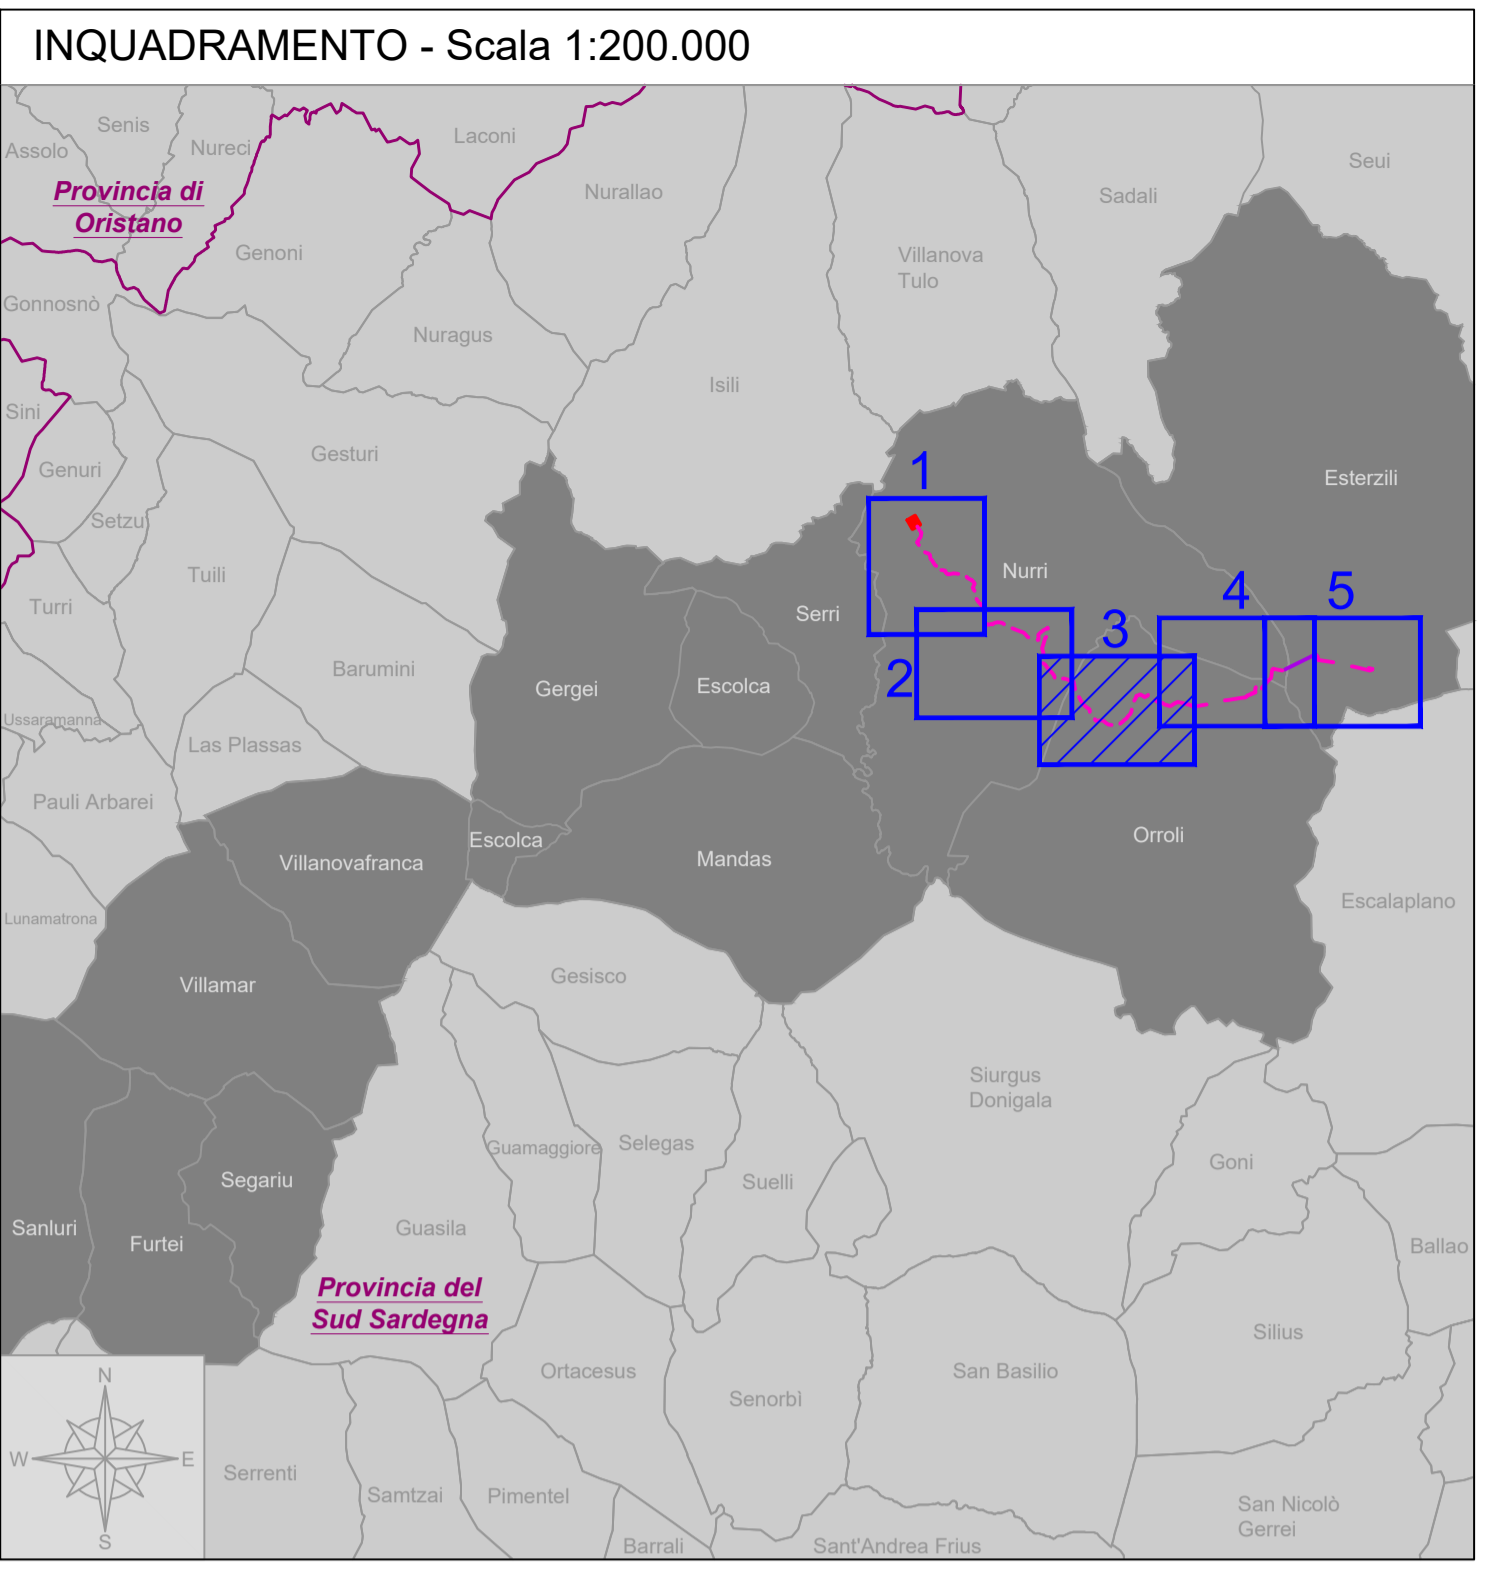 INQUADRAMENTO - Scala 1:200.000
Senis
Assolo
Nureci
Laconi
Provincia di
Oristano
Nurallao
Seui
Sadali
Genoni
Villanova
Tulo
Gonnosnò
Nuragus
Isili
Sini
Gesturi
Genuri
1
Esterzili
Setzu
Tuili
Nurri
4
5
Turri
Serri
3
Barumini
Gergei
Escolca
2
Ussaramanna
Las Plassas
Pauli Arbarei
Escolca
Villanovafranca
Mandas
Orroli
Lunamatrona
Escalaplano
Villamar
Gesisco
Siurgus
Donigala
Guamaggiore
Selegas
Goni
Segariu
Suelli
Sanluri
Furtei
Guasila
Ballao
Provincia del
Sud Sardegna
Silius
Ortacesus
San Basilio
Senorbì
N
W
E
S
Serrenti
Samtzai
Pimentel
San Nicolò
Gerrei
Barrali
Sant'Andrea Frius